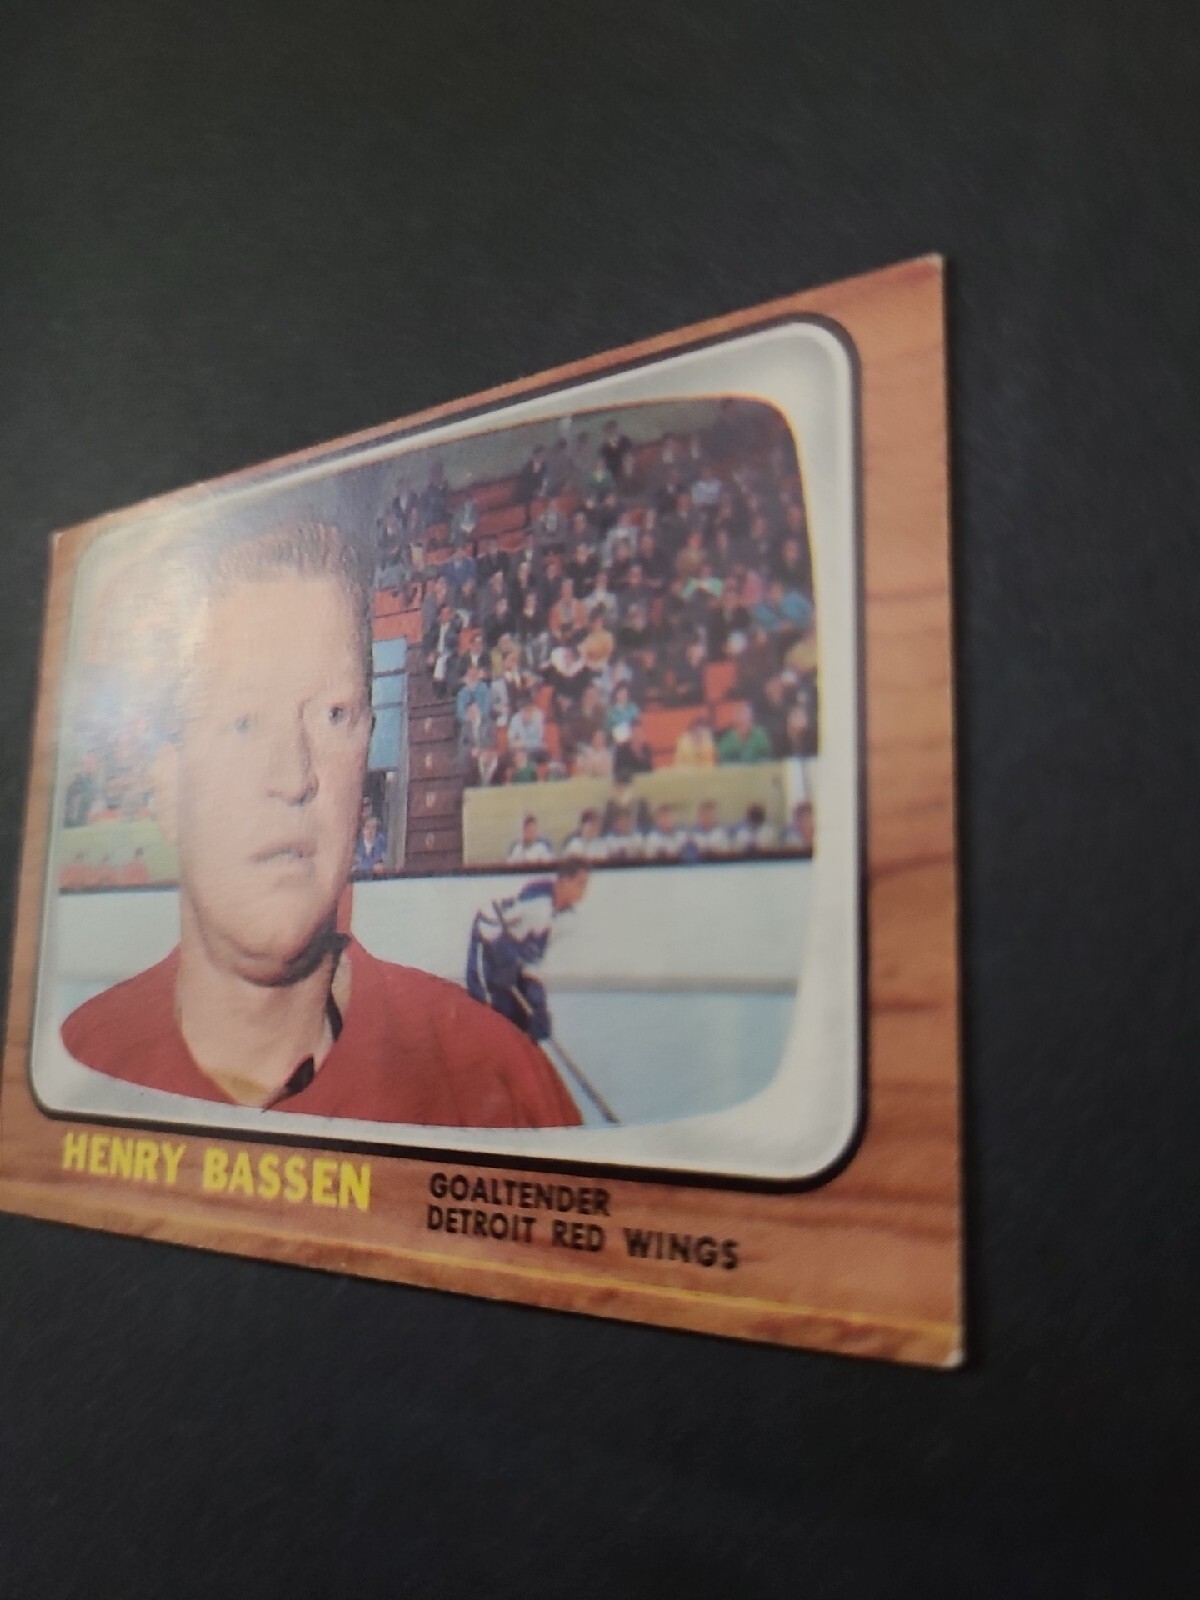 HENRY BASSEN
GOALTENDER
DETROIT RED WINGS